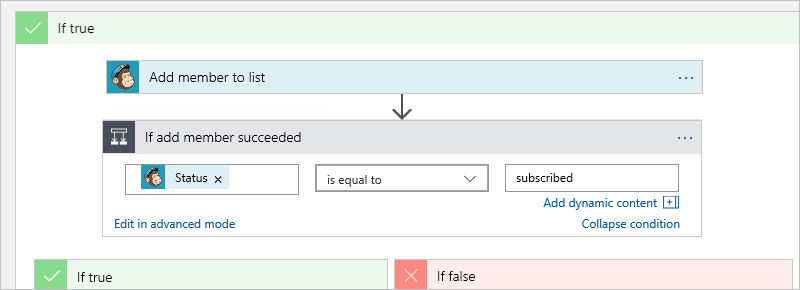 If true
Add member to list
If add member succeeded
Status x
is equal to
subscribed
Add dynamic content
Edit in advanced mode
Collapse condition
If true
If false